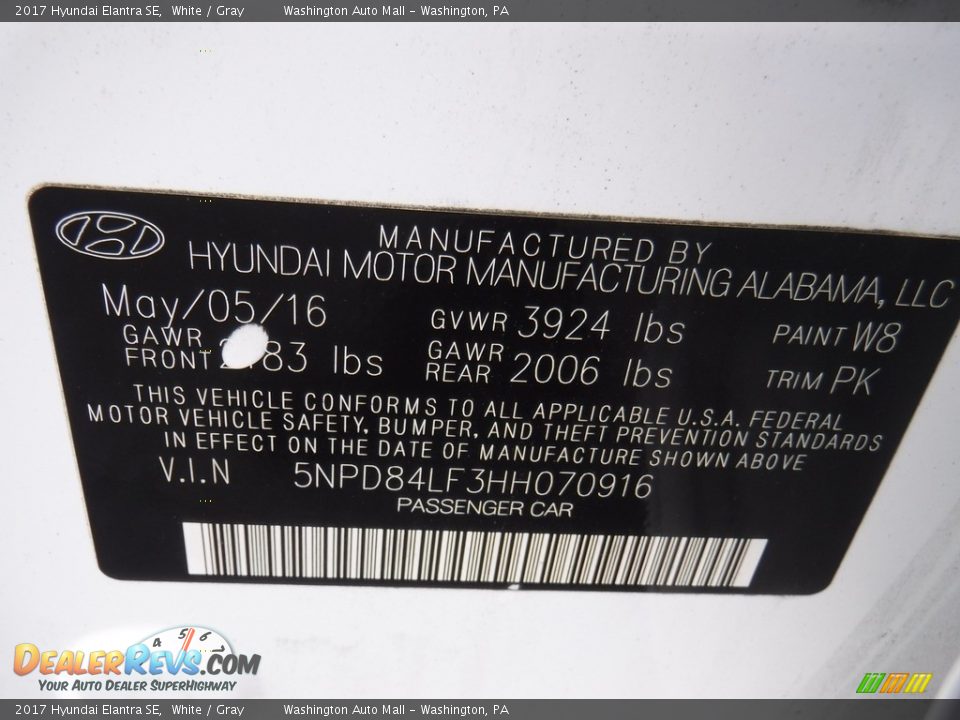 2017 Hyundai Elantra SE, White / Gray Washington Auto Mall - Washington, PA
MANUFACTURED BY
HYUNDAI MOTOR MANUFACTURING ALABAMA, LLC
May/05/16 GVWR 3924 lbs PAINT W8
GAWR FRONT lbs GAWR REAR 2006 lbs TRIM PK
THIS VEHICLE CONFORMS TO ALL APPLICABLE U.S.A. FEDERAL
MOTOR VEHICLE SAFETY, BUMPER, AND THEFT PREVENTION STANDARDS
IN EFFECT ON THE DATE OF MANUFACTURE SHOWN ABOVE
V.I.N 5NPD84LF3HH070916
PASSENGER CAR
4 5 6
DEALERREVS.COM
YOUR AUTO DEALER SUPERHIGHWAY
2017 Hyundai Elantra SE, White / Gray Washington Auto Mall - Washington, PA